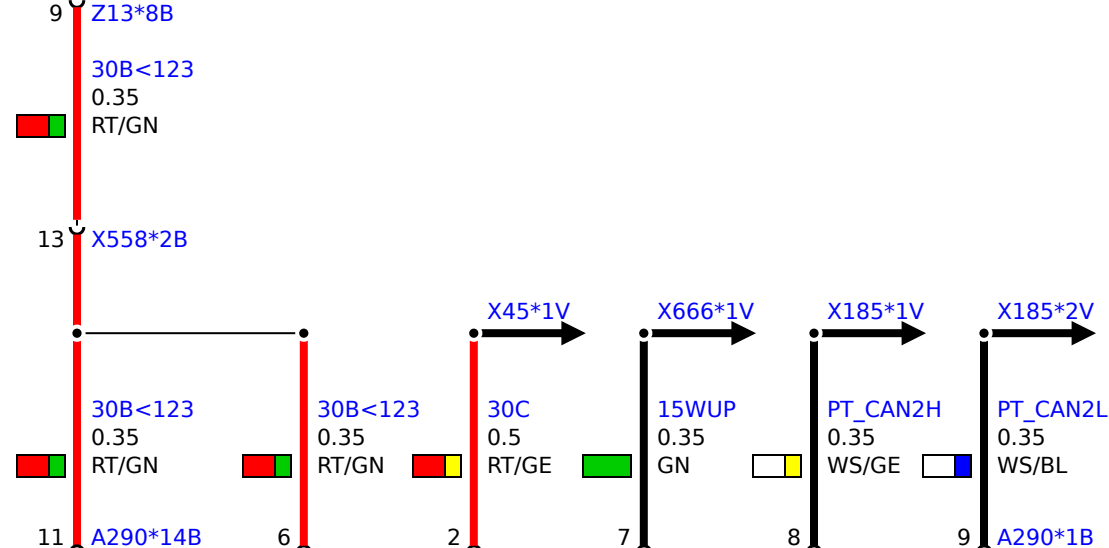 9 Z13*8B
30B<123
0.35
RT/GN
13 X558*2B
X45*1V X666*1V X185*1V X185*2V
30B<123 30B<123 30C 15WUP PT_CAN2H PT_CAN2L
0.35 0.35 0.5 0.35 0.35 0.35
RT/GN RT/GN RT/GE GN WS/GE WS/BL
11 A290*14B 6 2 7 8 9 A290*1B